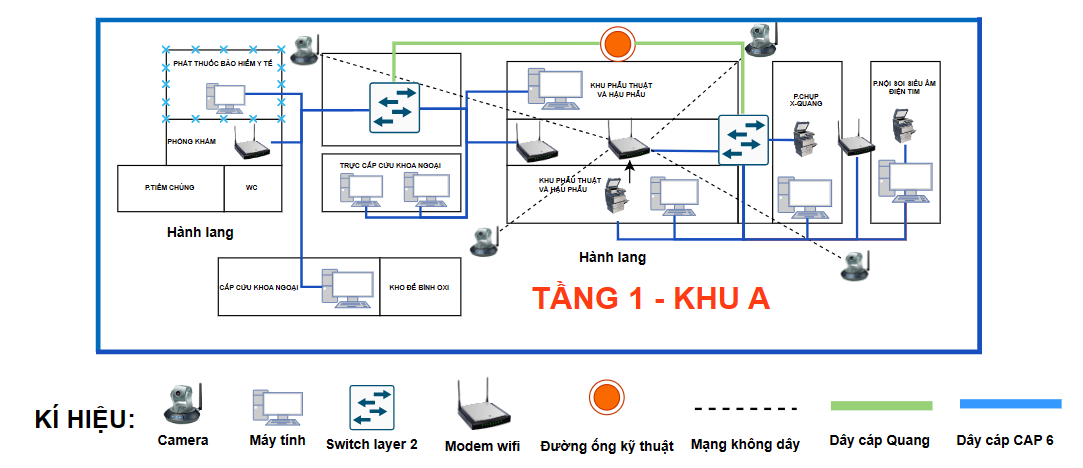 PHÁT THUỐC BẢO HIỂM Y TẾ
PHÒNG KHÁM
P.TIÊM CHỦNG
WC
Hành lang
TRỰC CẤP CỨU KHOA NGOẠI
KHU PHẪU THUẬT
VÀ HẬU PHẪU
KHU PHẪU THUẬT
VÀ HẬU PHẪU
P.CHỤP
X-QUANG
P.NỘI SOI SIÊU ÂM
ĐIỆN TIM
Hành lang
CẤP CỨU KHOA NGOẠI
KHO ĐỂ BÌNH OXI
TẦNG 1 - KHU A
KÍ HIỆU:
Camera
Máy tính
Switch layer 2
Modem wifi
Đường ống kỹ thuật
Mạng không dây
Dây cáp Quang
Dây cáp CAP 6